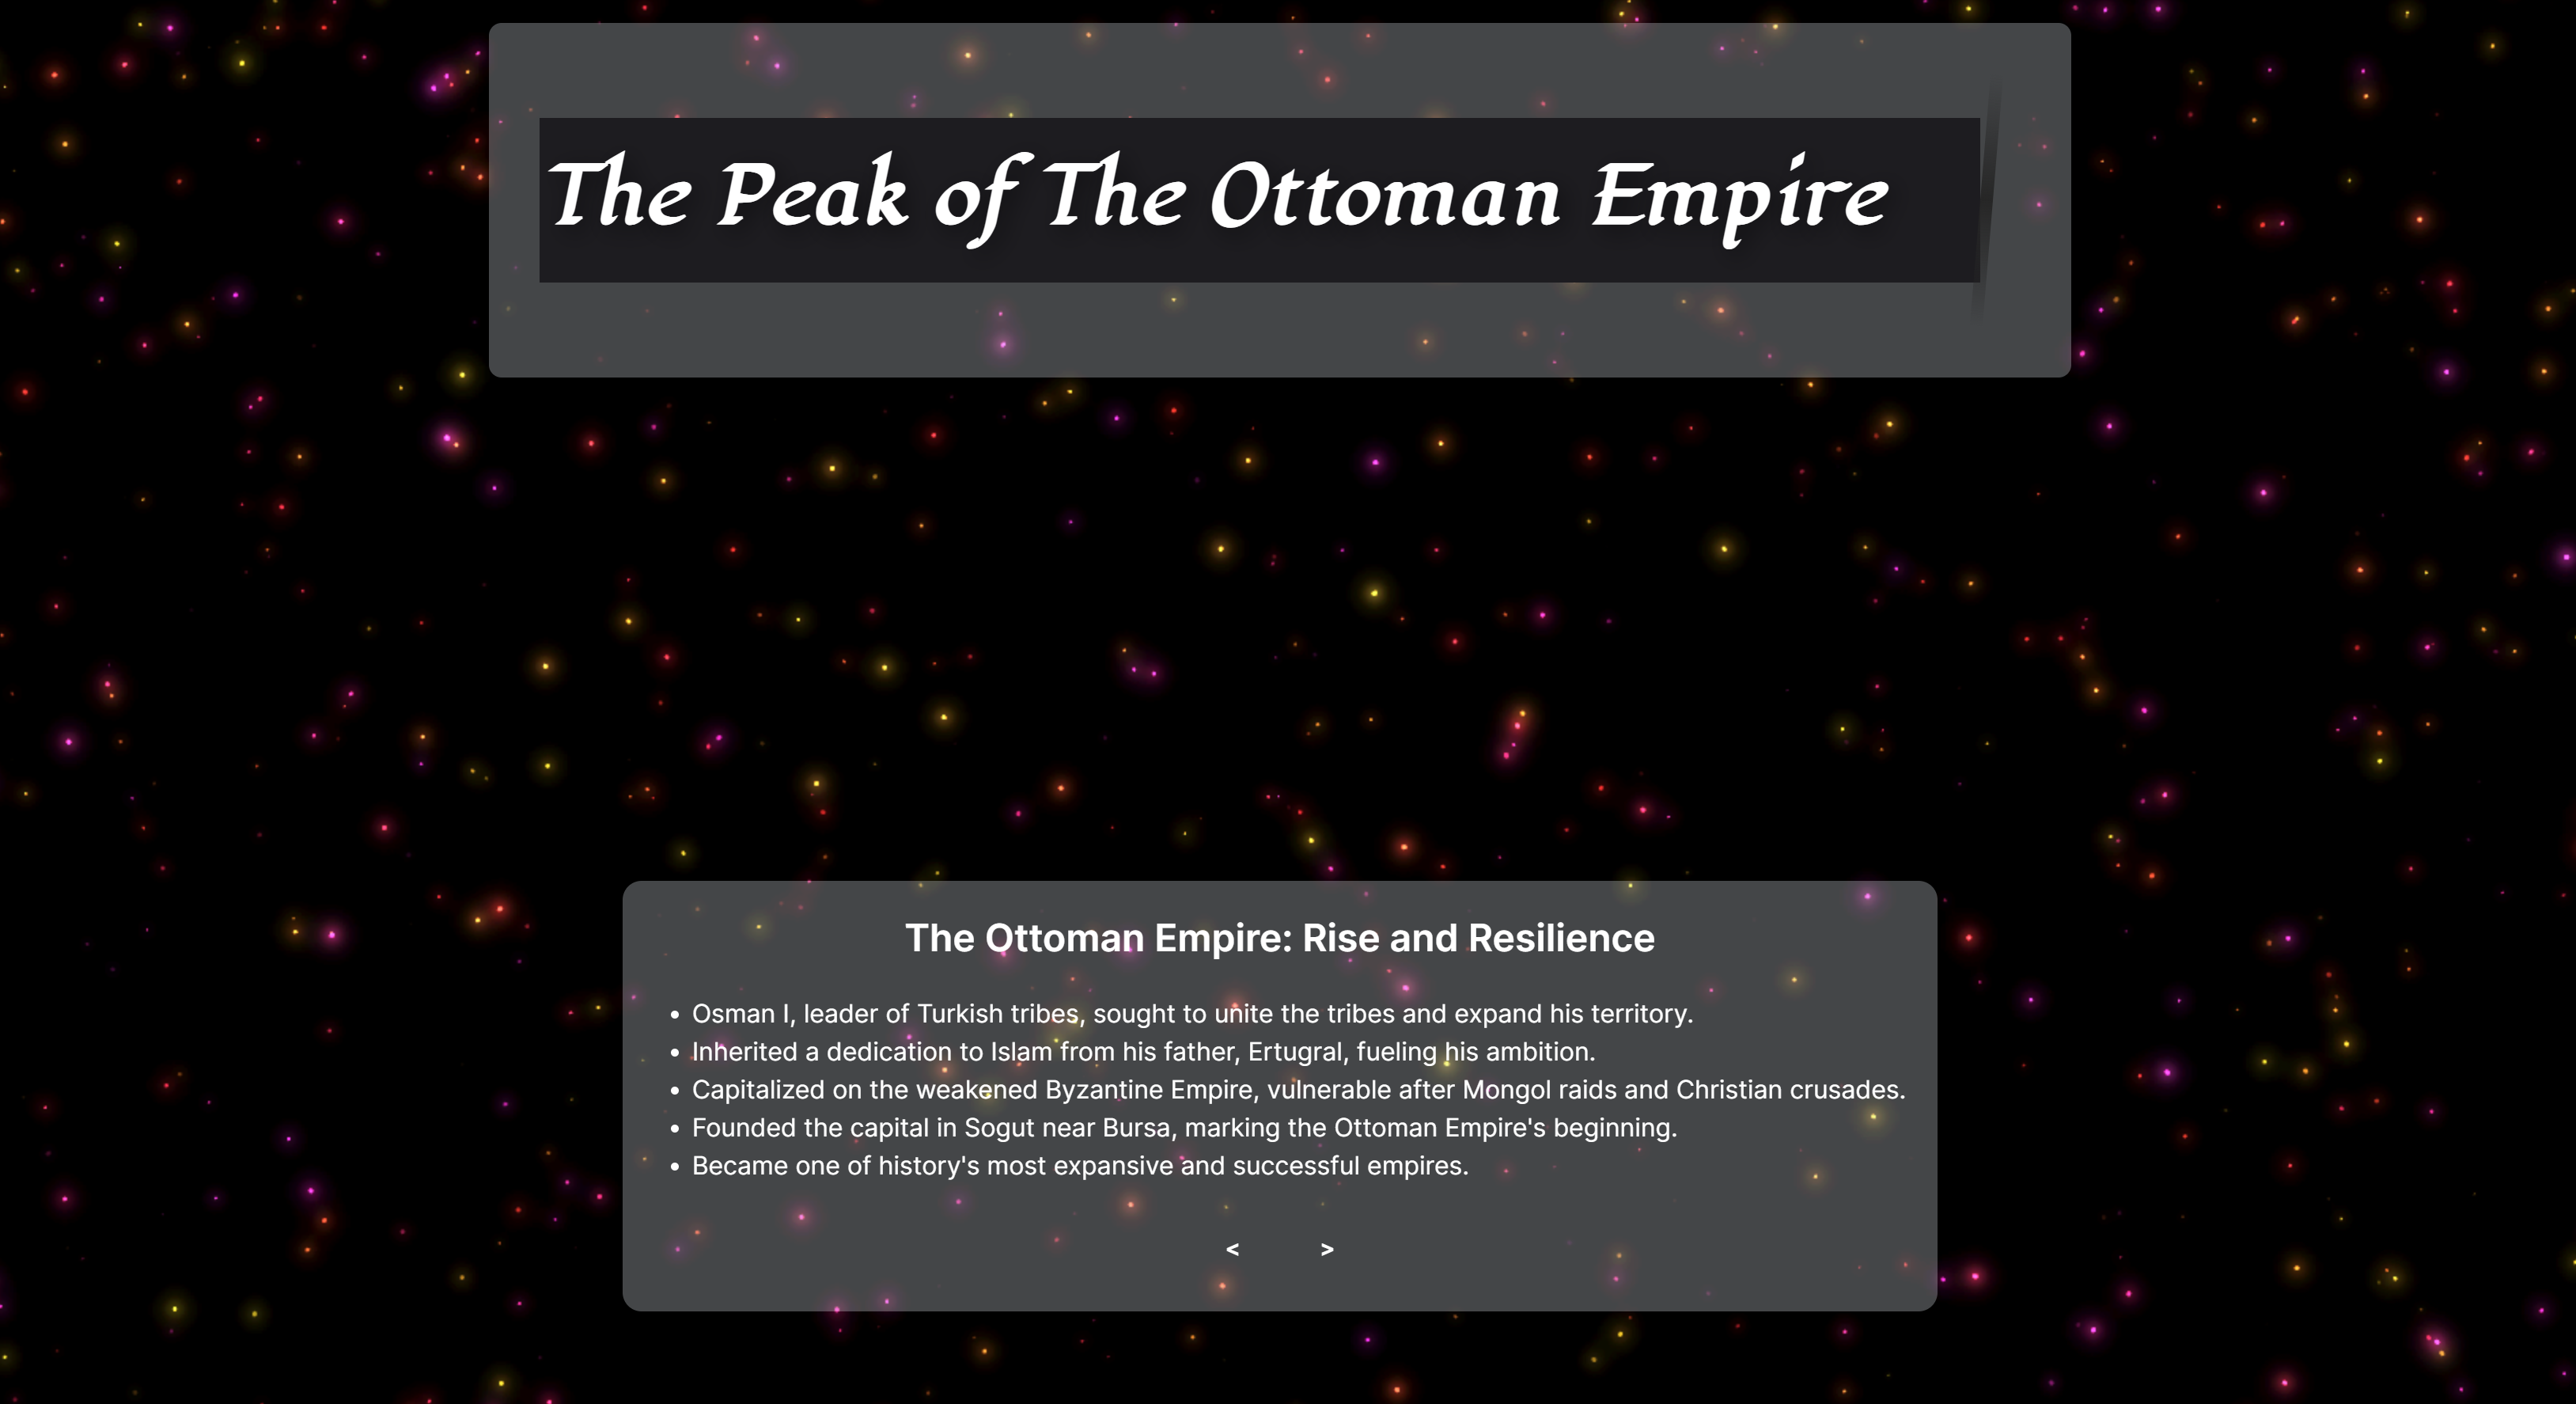 The Peak of The Ottoman Empire
The Ottoman Empire: Rise and Resilience
• Osman I, leader of Turkish tribes, sought to unite the tribes and expand his territory.
• Inherited a dedication to Islam from his father, Ertugral, fueling his ambition.
• Capitalized on the weakened Byzantine Empire, vulnerable after Mongol raids and Christian crusades.
• Founded the capital in Sogut near Bursa, marking the Ottoman Empire's beginning.
• Became one of history's most expansive and successful empires.
< >